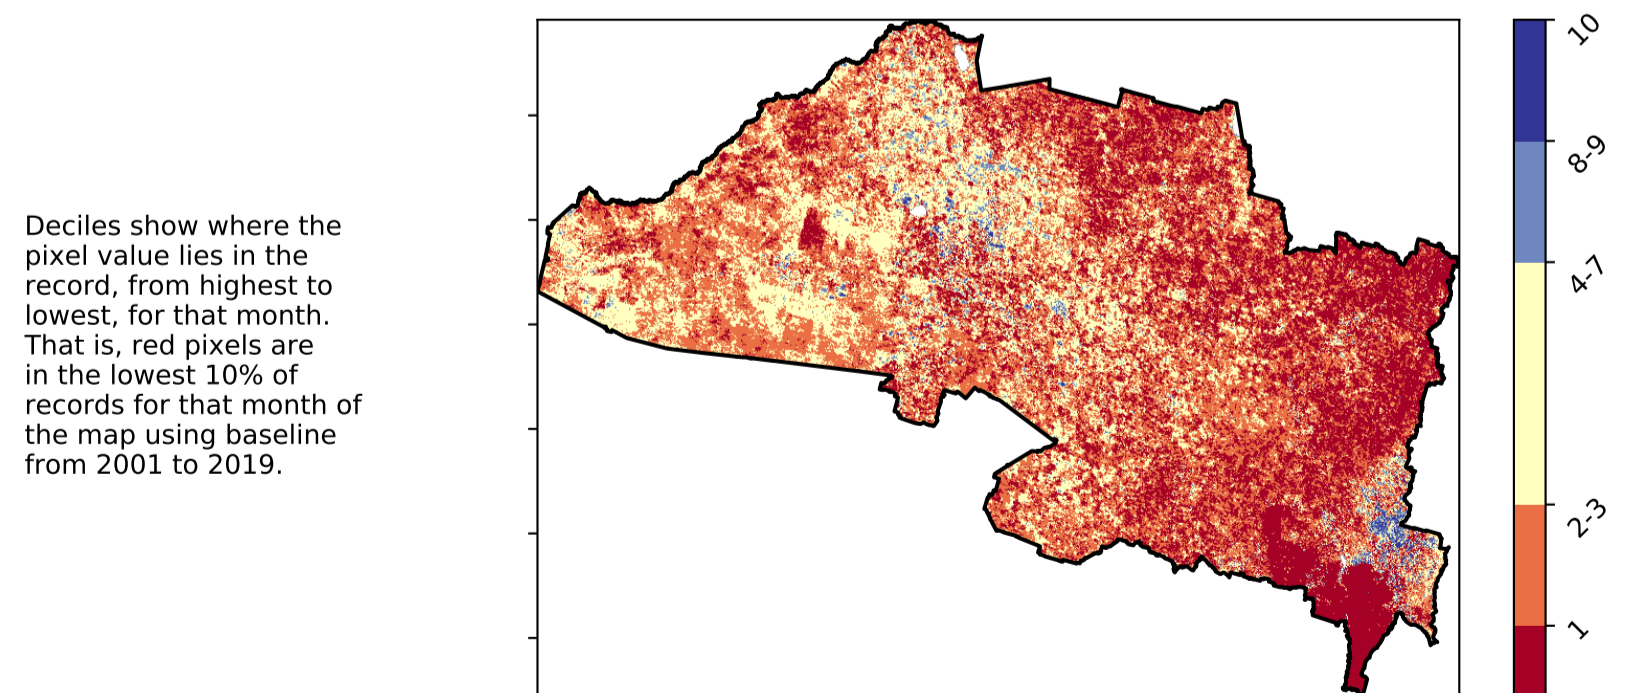 Deciles show where the
pixel value lies in the
record, from highest to
lowest, for that month.
That is, red pixels are
in the lowest 10% of
records for that month of
the map using baseline
from 2001 to 2019.
10
8-9
4-7
2-3
1